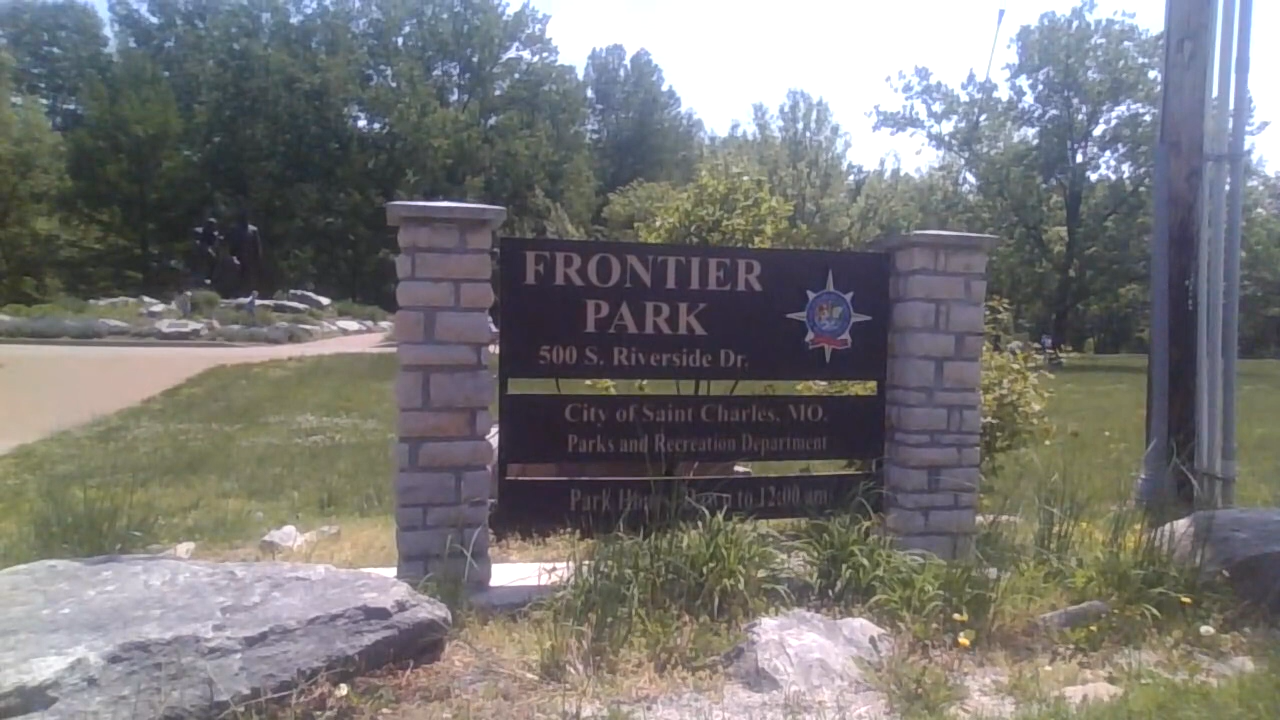 FRONTIER
PARK
500 S. Riverside Dr.
City of Saint Charles, MO.
Parks and Recreation Department
Park Hours Dawn to 12:00 am